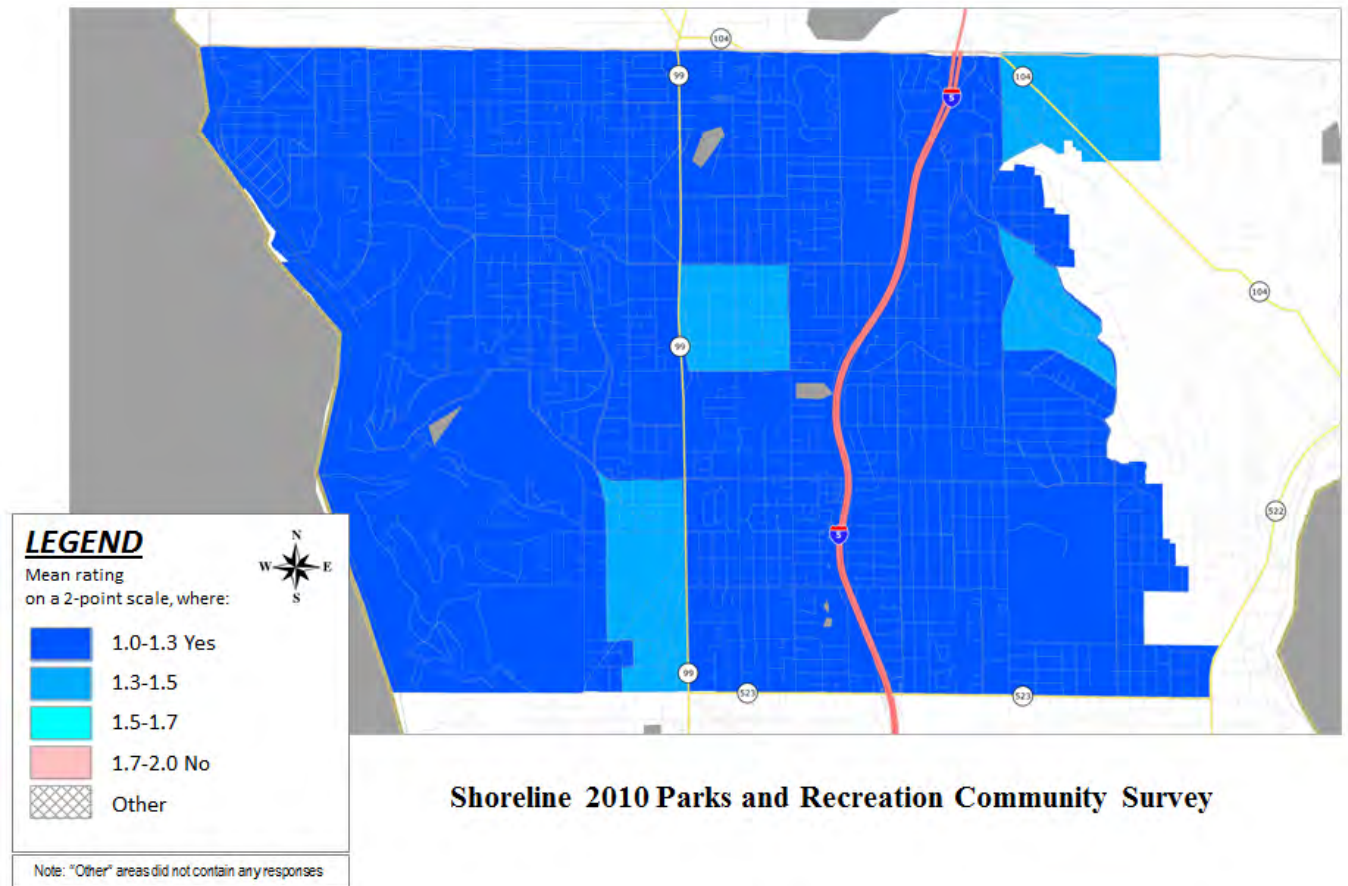 104
99
5
104
99
104
522
5
99
523
523
LEGEND
N
W E
S
Mean rating
on a 2-point scale, where:
1.0-1.3 Yes
1.3-1.5
1.5-1.7
1.7-2.0 No
Other
Note: "Other" areas did not contain any responses
Shoreline 2010 Parks and Recreation Community Survey